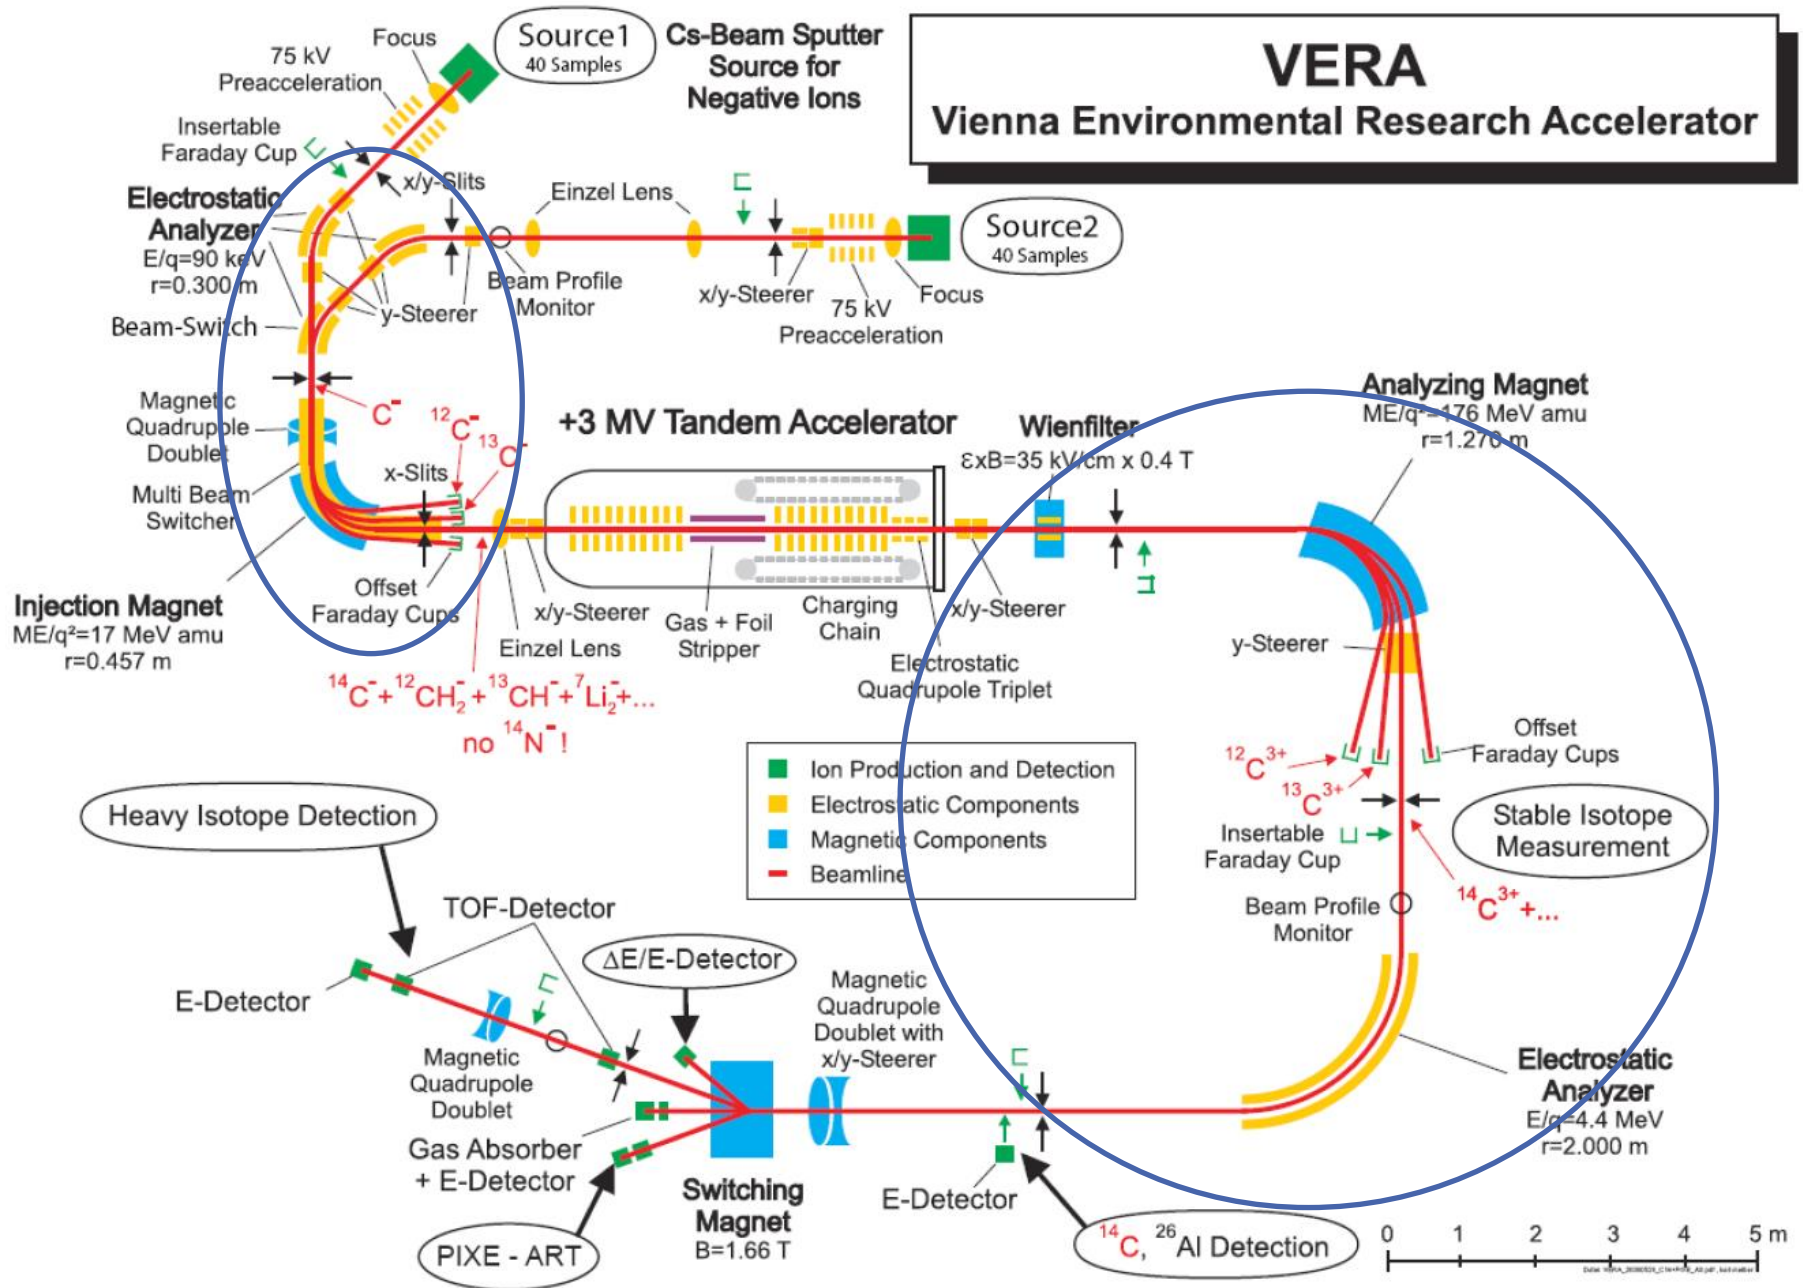 VERA
Vienna Environmental Research Accelerator
Source1
40 Samples
Cs-Beam Sputter
Source for
Negative Ions
Focus
75 kV
Preacceleration
Insertable
Faraday Cup
x/y-Slits
Electrostatic
Analyzer
E/q=90 keV
r=0.300 m
Beam-Switch
Einzel Lens
Source2
40 Samples
Beam Profile
Monitor
y-Steerer
x/y-Steerer
75 kV
Preacceleration
Focus
Magnetic
Quadrupole
Doublet
C⁻
¹²C⁻
¹³C⁻
x-Slits
Multi Beam
Switcher
Injection Magnet
ME/q²=17 MeV amu
r=0.457 m
Offset
Faraday Cups
+3 MV Tandem Accelerator
x/y-Steerer
Einzel Lens
Gas + Foil
Stripper
Charging
Chain
Electrostatic
Quadrupole Triplet
x/y-Steerer
¹⁴C⁻+¹²CH₂⁻+¹³CH⁻+⁷Li₂⁻+...
no ¹⁴N⁻!
Wienfilter
ƐxB=35 kV/cm x 0.4 T
Analyzing Magnet
ME/q²=176 MeV amu
r=1.270 m
y-Steerer
Offset
Faraday Cups
¹²C³⁺
¹³C³⁺
Insertable
Faraday Cup
Stable Isotope
Measurement
¹⁴C³⁺+...
Beam Profile
Monitor
Ion Production and Detection
Electrostatic Components
Magnetic Components
Beamline
Heavy Isotope Detection
TOF-Detector
ΔE/E-Detector
E-Detector
Magnetic
Quadrupole
Doublet
Magnetic
Quadrupole
Doublet with
x/y-Steerer
Gas Absorber
+ E-Detector
PIXE - ART
Switching
Magnet
B=1.66 T
E-Detector
¹⁴C, ²⁶Al Detection
Electrostatic
Analyzer
E/q=4.4 MeV
r=2.000 m
0 1 2 3 4 5 m